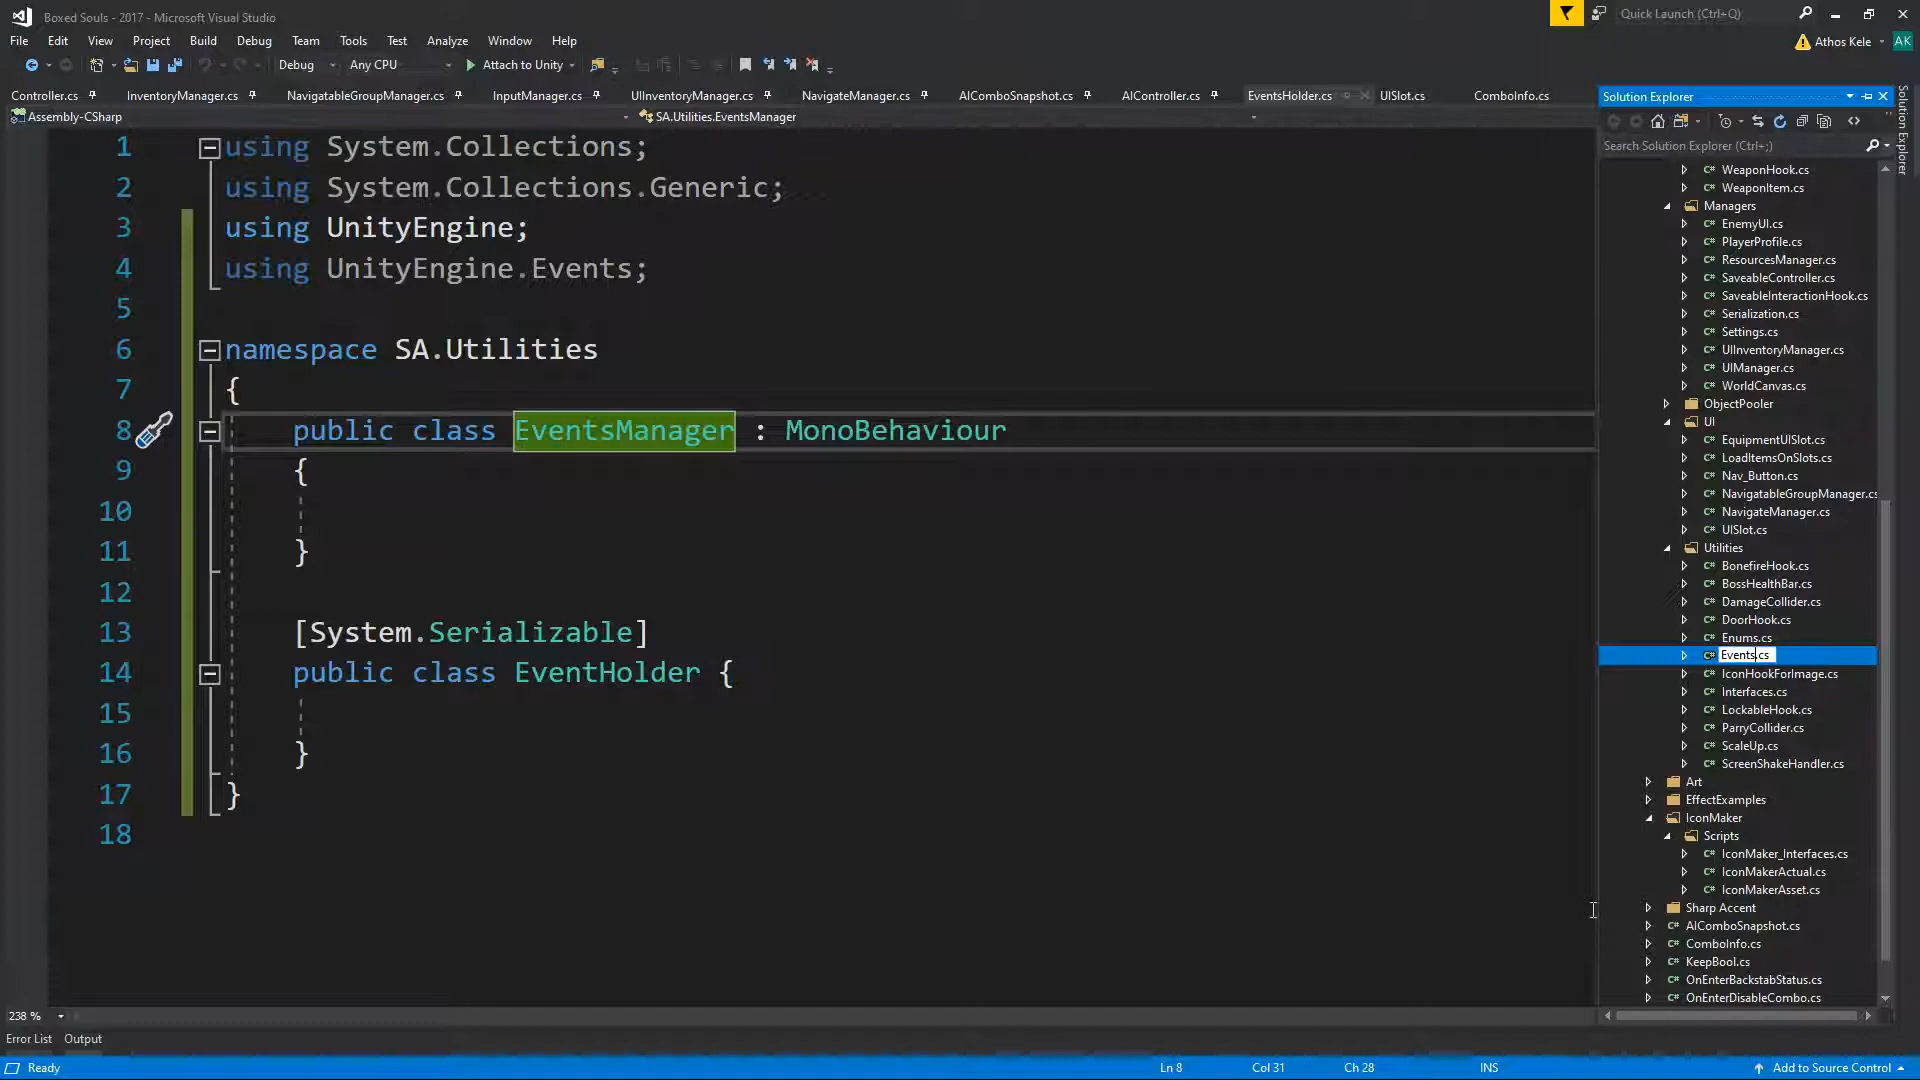 Boxed Souls - 2017 - Microsoft Visual Studio
Quick Launch (Ctrl+Q)
File Edit View Project Build Debug Team Tools Test Analyze Window Help
Athos Kele AK
Debug Any CPU Attach to Unity
Controller.cs InventoryManager.cs NavigatableGroupManager.cs InputManager.cs UIInventoryManager.cs NavigateManager.cs AIComboSnapshot.cs AIController.cs EventsHolder.cs UISlot.cs ComboInfo.cs
Assembly-CSharp SA.Utilities.EventsManager
1 using System.Collections;
2 using System.Collections.Generic;
3 using UnityEngine;
4 using UnityEngine.Events;
5
6 namespace SA.Utilities
7 {
8 public class EventsManager : MonoBehaviour
9 {
10
11 }
12
13 [System.Serializable]
14 public class EventHolder {
15
16 }
17 }
18
Solution Explorer
Search Solution Explorer (Ctrl+;)
WeaponHook.cs
WeaponItem.cs
Managers
EnemyUI.cs
PlayerProfile.cs
ResourcesManager.cs
SaveableController.cs
SaveableInteractionHook.cs
Serialization.cs
Settings.cs
UIInventoryManager.cs
UIManager.cs
WorldCanvas.cs
ObjectPooler
UI
EquipmentUISlot.cs
LoadItemsOnSlots.cs
Nav_Button.cs
NavigatableGroupManager.cs
NavigateManager.cs
UISlot.cs
Utilities
BonefireHook.cs
BossHealthBar.cs
DamageCollider.cs
DoorHook.cs
Enums.cs
Events.cs
IconHookForImage.cs
Interfaces.cs
LockableHook.cs
ParryCollider.cs
ScaleUp.cs
ScreenShakeHandler.cs
Art
EffectExamples
IconMaker
Scripts
IconMaker_Interfaces.cs
IconMakerActual.cs
IconMakerAsset.cs
Sharp Accent
AIComboSnapshot.cs
ComboInfo.cs
KeepBool.cs
OnEnterBackstabStatus.cs
OnEnterDisableCombo.cs
Solution Explorer
238 %
Error List Output
Ready Ln 8 Col 31 Ch 28 INS Add to Source Control